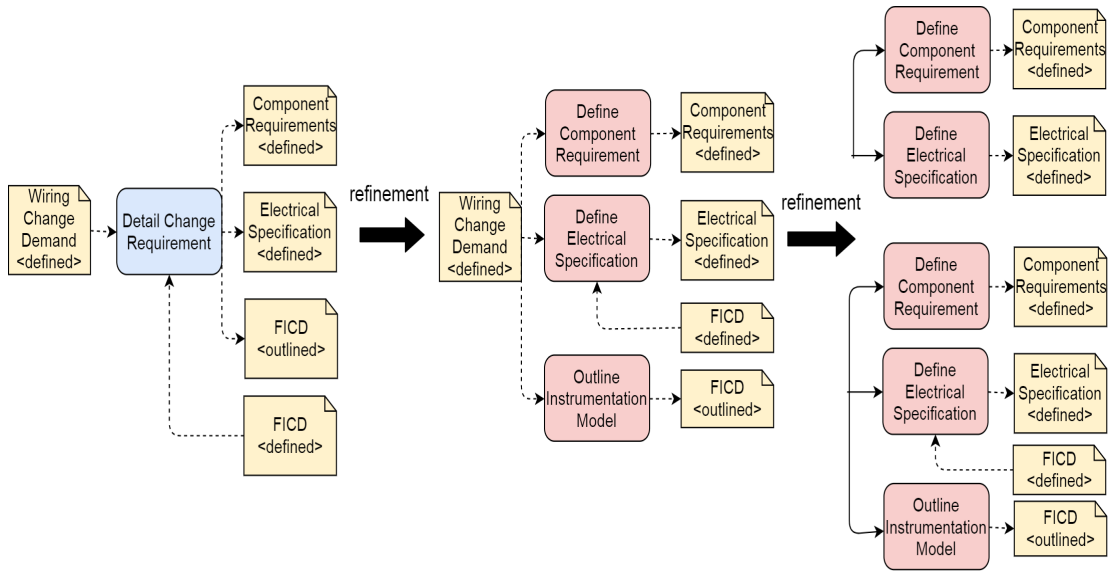 Wiring
Change
Demand
<defined>
Detail Change
Requirement
Component
Requirements
<defined>
Electrical
Specification
<defined>
FICD
<outlined>
FICD
<defined>
refinement
Wiring
Change
Demand
<defined>
Define
Component
Requirement
Component
Requirements
<defined>
Define
Electrical
Specification
Electrical
Specification
<defined>
FICD
<defined>
Outline
Instrumentation
Model
FICD
<outlined>
refinement
Define
Component
Requirement
Component
Requirements
<defined>
Define
Electrical
Specification
Electrical
Specification
<defined>
Define
Component
Requirement
Component
Requirements
<defined>
Define
Electrical
Specification
Electrical
Specification
<defined>
FICD
<defined>
Outline
Instrumentation
Model
FICD
<outlined>